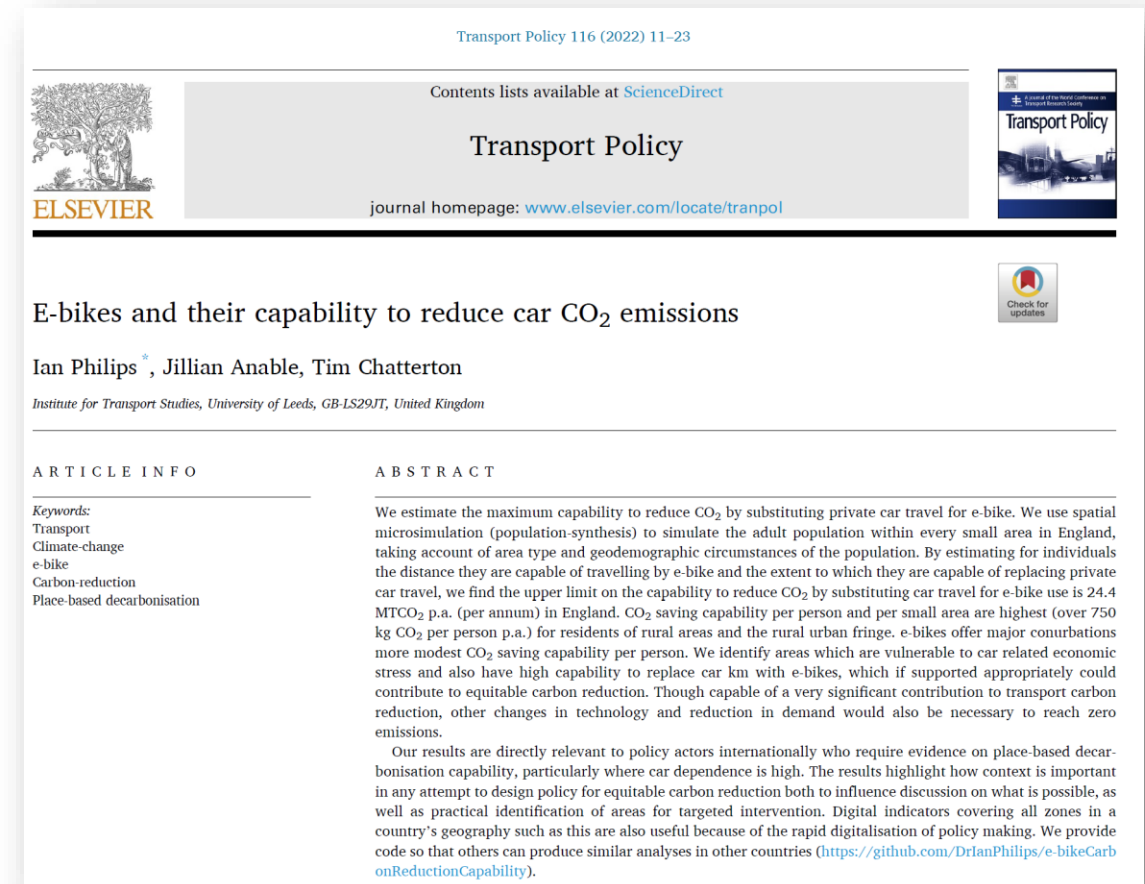 Transport Policy 116 (2022) 11–23
Contents lists available at ScienceDirect
Transport Policy
journal homepage: www.elsevier.com/locate/tranpol
ELSEVIER
A journal of the World Conference on
Transport Research Society
Transport Policy
Check for
updates
E-bikes and their capability to reduce car CO₂ emissions
Ian Philips *, Jillian Anable, Tim Chatterton
Institute for Transport Studies, University of Leeds, GB-LS29JT, United Kingdom
ARTICLE INFO
Keywords:
Transport
Climate-change
e-bike
Carbon-reduction
Place-based decarbonisation
ABSTRACT
We estimate the maximum capability to reduce CO₂ by substituting private car travel for e-bike. We use spatial
microsimulation (population-synthesis) to simulate the adult population within every small area in England,
taking account of area type and geodemographic circumstances of the population. By estimating for individuals
the distance they are capable of travelling by e-bike and the extent to which they are capable of replacing private
car travel, we find the upper limit on the capability to reduce CO₂ by substituting car travel for e-bike use is 24.4
MTCO₂ p.a. (per annum) in England. CO₂ saving capability per person and per small area are highest (over 750
kg CO₂ per person p.a.) for residents of rural areas and the rural urban fringe. e-bikes offer major conurbations
more modest CO₂ saving capability per person. We identify areas which are vulnerable to car related economic
stress and also have high capability to replace car km with e-bikes, which if supported appropriately could
contribute to equitable carbon reduction. Though capable of a very significant contribution to transport carbon
reduction, other changes in technology and reduction in demand would also be necessary to reach zero
emissions.
Our results are directly relevant to policy actors internationally who require evidence on place-based decar-
bonisation capability, particularly where car dependence is high. The results highlight how context is important
in any attempt to design policy for equitable carbon reduction both to influence discussion on what is possible, as
well as practical identification of areas for targeted intervention. Digital indicators covering all zones in a
country's geography such as this are also useful because of the rapid digitalisation of policy making. We provide
code so that others can produce similar analyses in other countries (https://github.com/DrIanPhilips/e-bikeCarb
onReductionCapability).